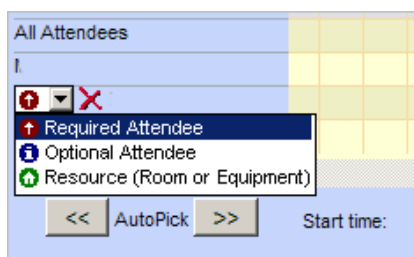 All Attendees
Required Attendee
Optional Attendee
Resource (Room or Equipment)
<< AutoPick >> Start time: